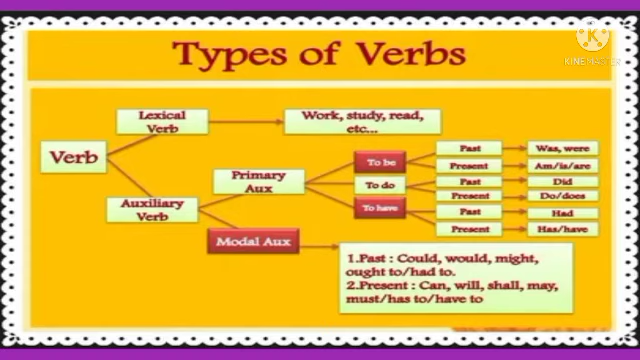 Types of Verbs
K
KINEMASTER
Lexical
Verb
Work, study, read,
etc...
Verb
Auxiliary
Verb
Primary
Aux
Modal Aux
To be
To do
To have
Past
Was, were
Present
Am/is/are
Past
Did
Present
Do/does
Past
Had
Present
Has/have
1.Past : Could, would, might,
ought to/had to.
2.Present : Can, will, shall, may,
must/has to/have to